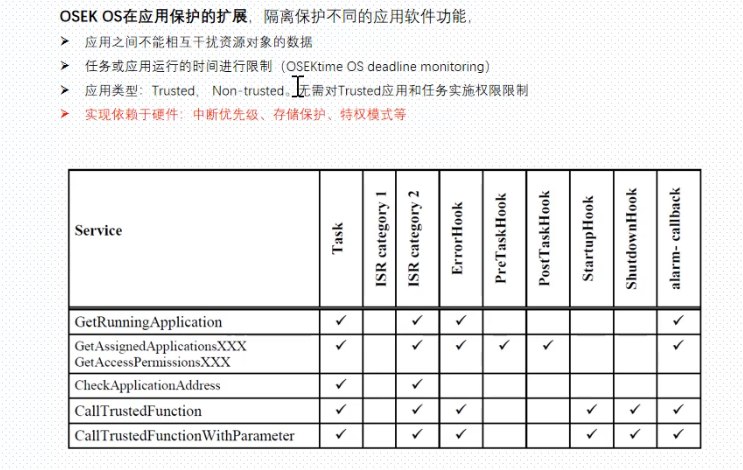 OSEK OS在应用保护的扩展，隔离保护不同的应用软件功能，
➢ 应用之间不能相互干扰资源对象的数据
➢ 任务或应用运行的时间进行限制（OSEKtime OS deadline monitoring）
➢ 应用类型：Trusted， Non-trusted。无需对Trusted应用和任务实施权限限制
➢ 实现依赖于硬件：中断优先级、存储保护、特权模式等
Service Task ISR category 1 ISR category 2 ErrorHook PreTaskHook PostTaskHook StartupHook ShutdownHook alarm- callback
GetRunningApplication ✓ ✓ ✓ ✓
GetAssignedApplicationsXXX ✓ ✓ ✓ ✓ ✓ ✓
GetAccessPermissionsXXX
CheckApplicationAddress ✓ ✓
CallTrustedFunction ✓ ✓ ✓ ✓ ✓ ✓
CallTrustedFunctionWithParameter ✓ ✓ ✓ ✓ ✓ ✓